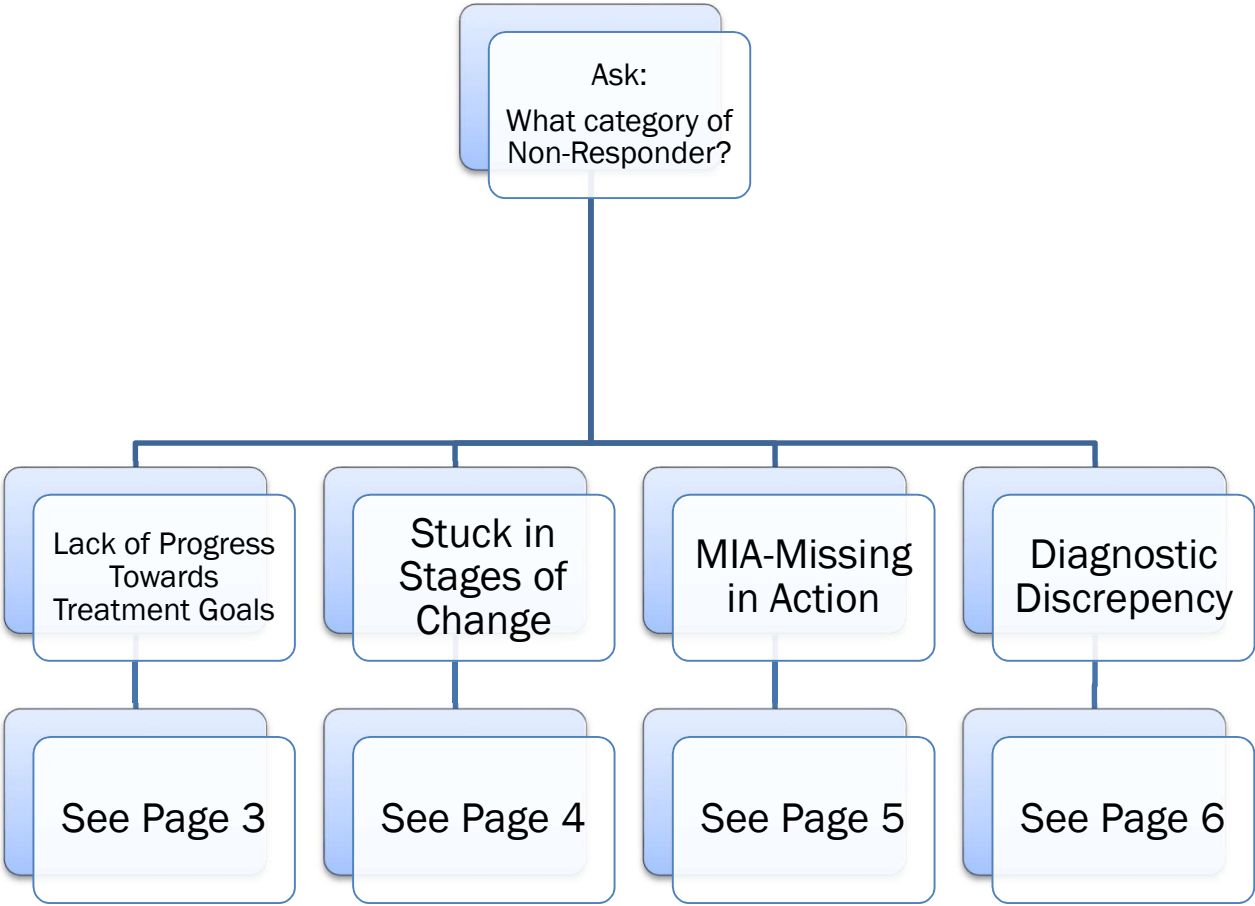 Ask:
What category of
Non-Responder?
Lack of Progress
Towards
Treatment Goals
Stuck in
Stages of
Change
MIA-Missing
in Action
Diagnostic
Discrepency
See Page 3
See Page 4
See Page 5
See Page 6